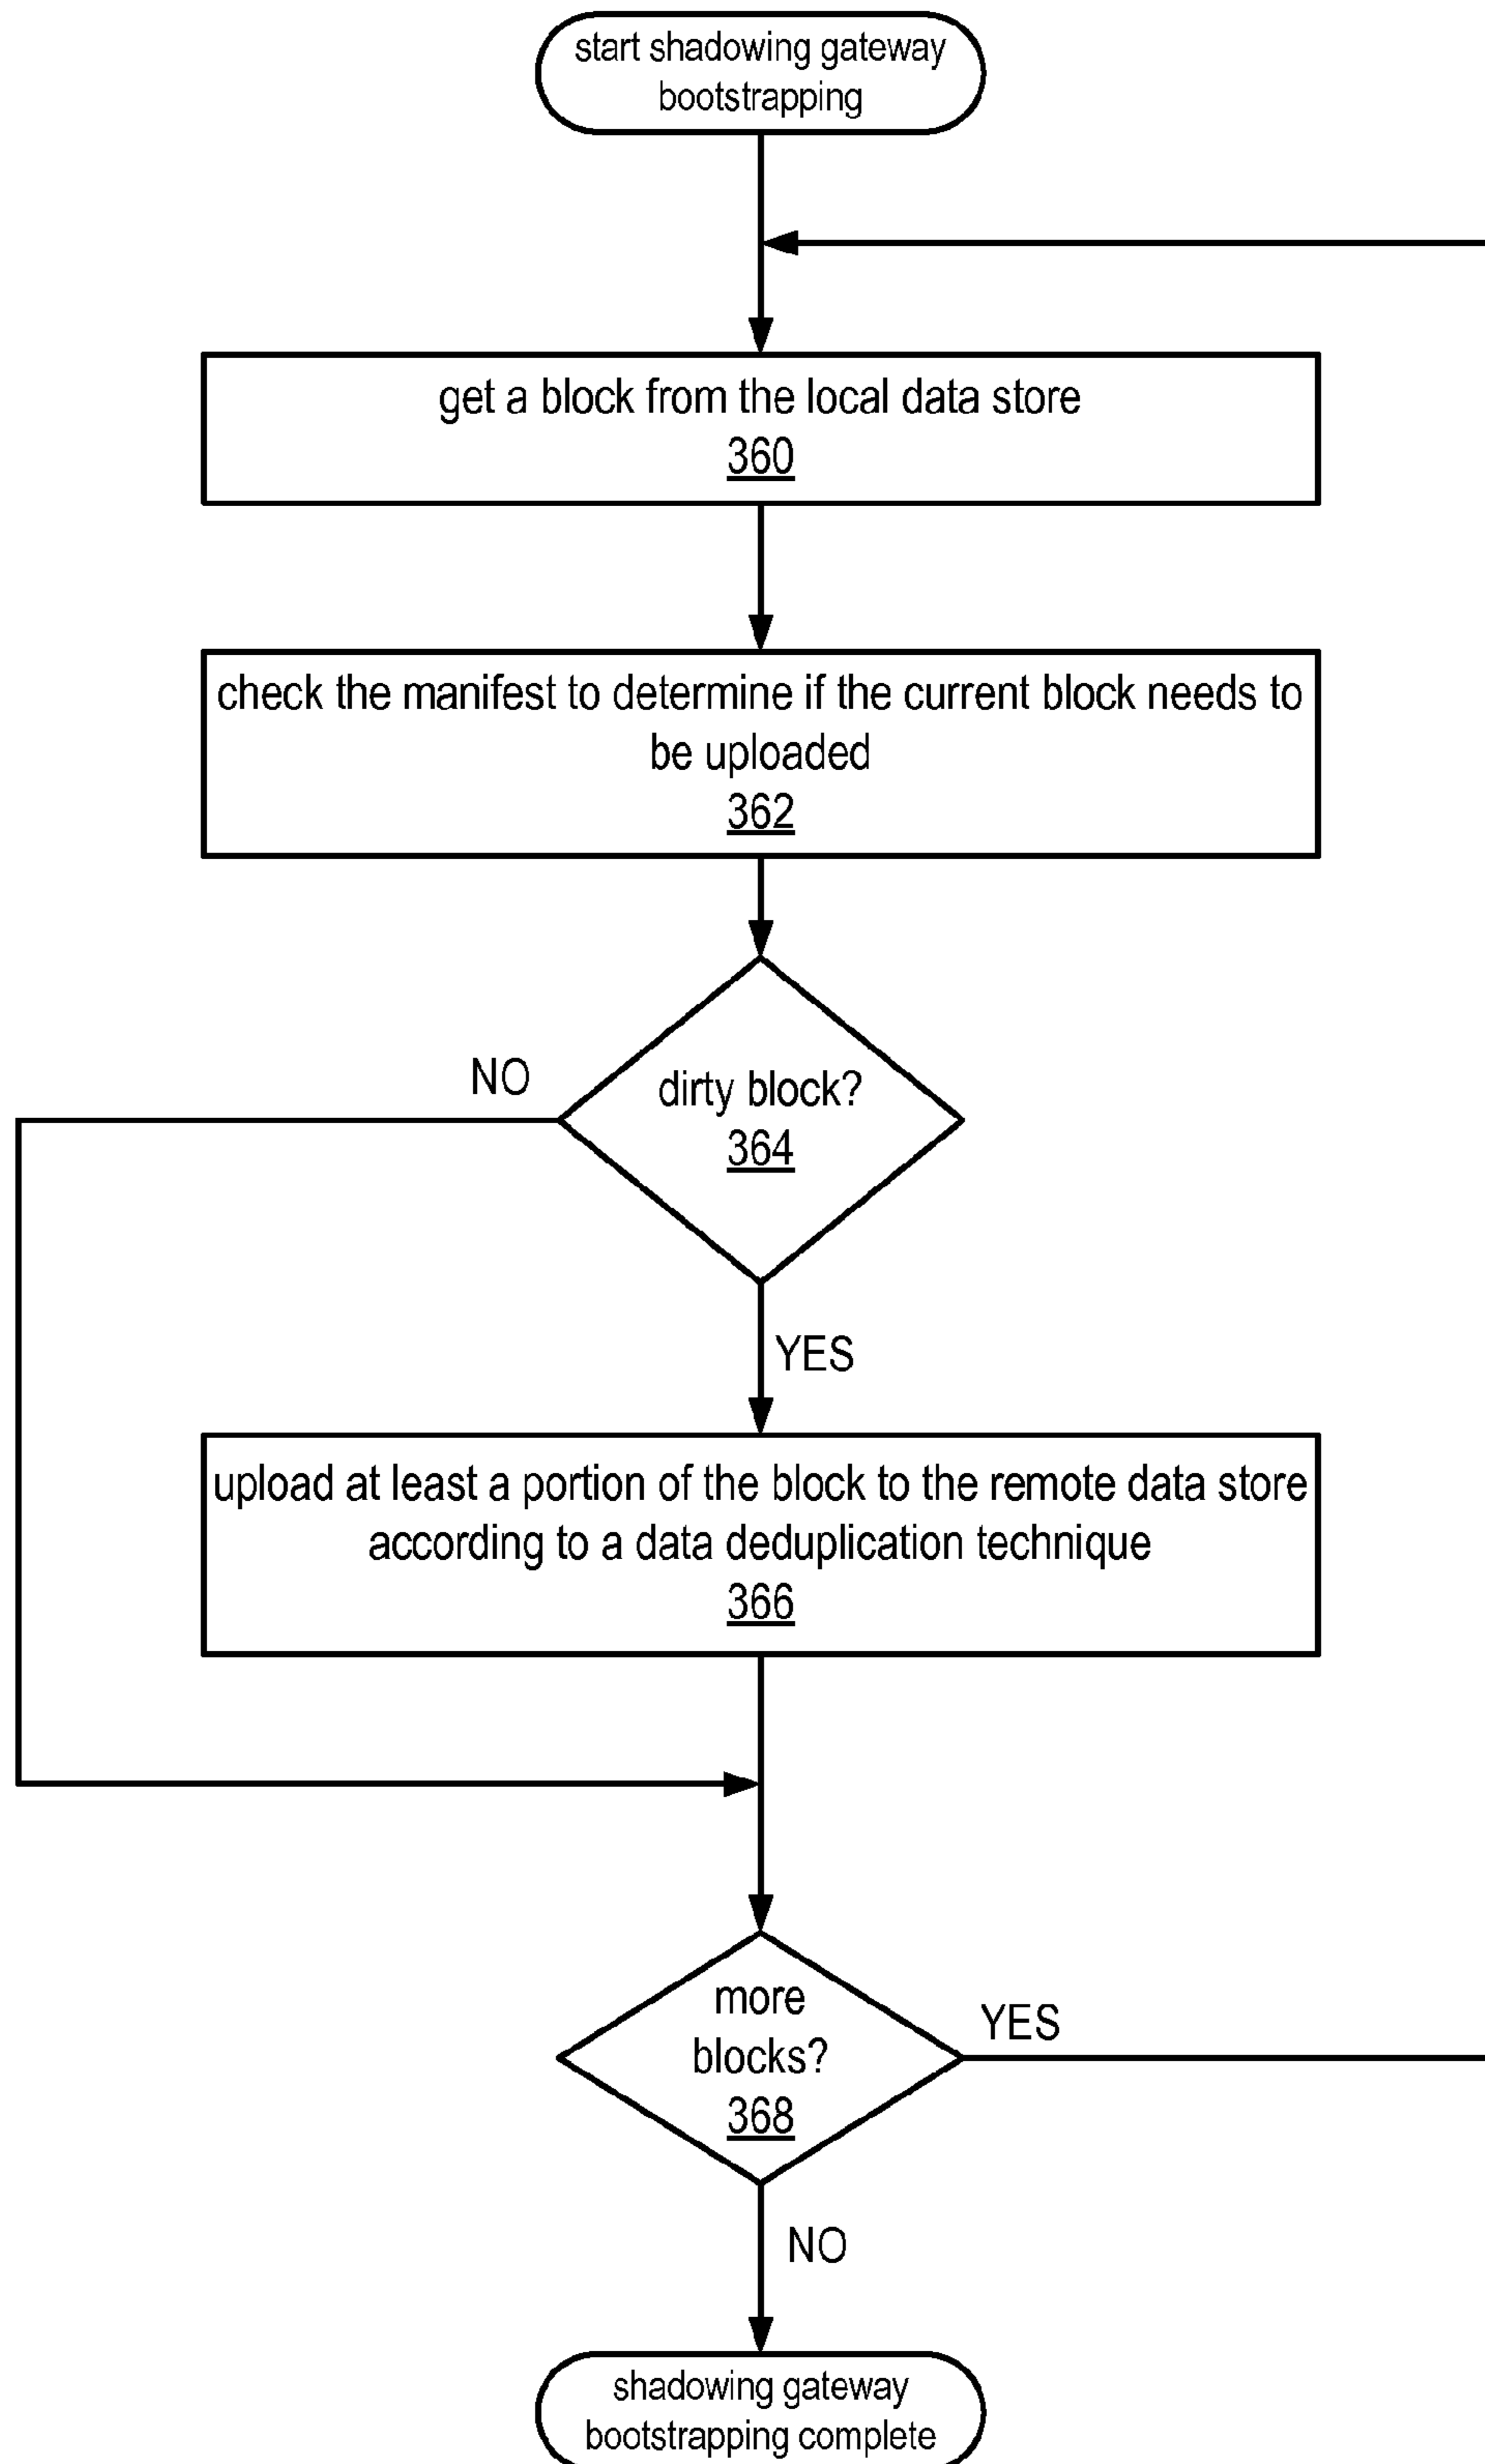 start shadowing gateway
bootstrapping
get a block from the local data store
360
check the manifest to determine if the current block needs to
be uploaded
362
NO
dirty block?
364
YES
upload at least a portion of the block to the remote data store
according to a data deduplication technique
366
more
blocks?
368
YES
NO
shadowing gateway
bootstrapping complete